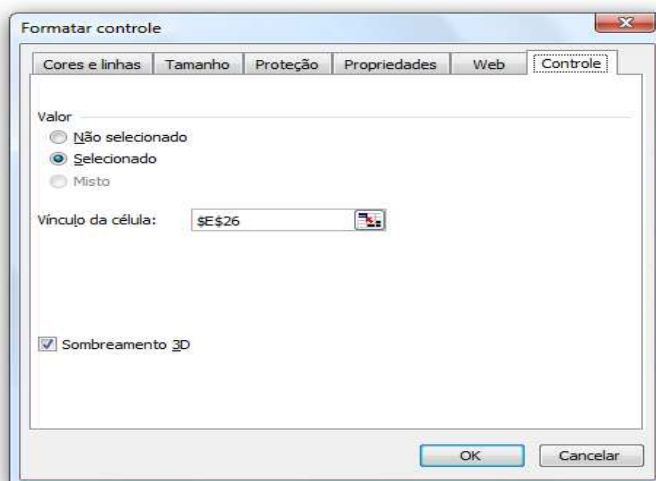 Formatar controle
Cores e linhas Tamanho Proteção Propriedades Web Controle
Valor
Não selecionado
Selecionado
Misto
Vínculo da célula: $E$26
Sombreamento 3D
OK Cancelar